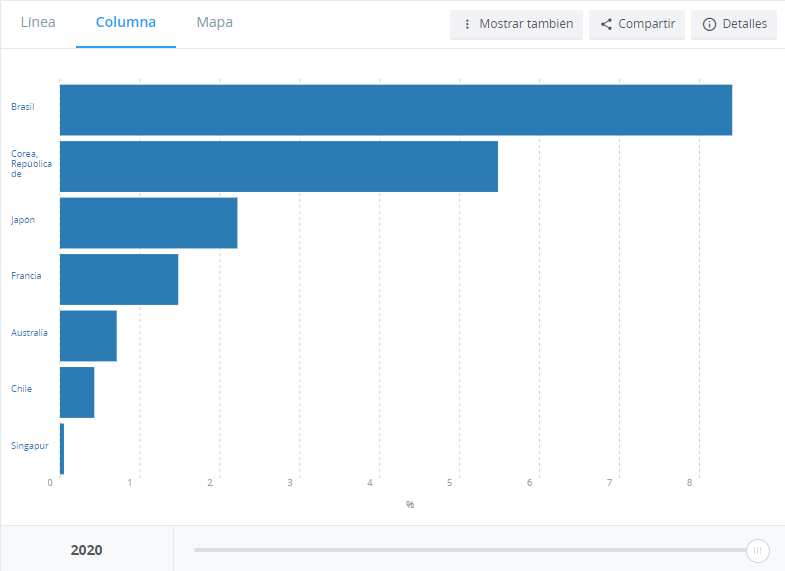 Línea Columna Mapa Mostrar también Compartir Detalles
Brasil
Corea,
República
de
Japón
Francia
Australia
Chile
Singapur
0 1 2 3 4 5 6 7 8
%
2020